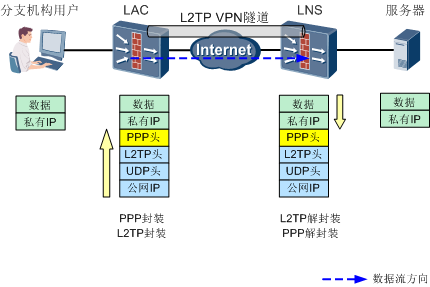 分支机构用户
LAC
L2TP VPN隧道
LNS
服务器
Internet
数据
私有IP
数据
私有IP
PPP头
L2TP头
UDP头
公网IP
数据
私有IP
PPP头
L2TP头
UDP头
公网IP
数据
私有IP
PPP封装
L2TP封装
L2TP解封装
PPP解封装
数据流方向